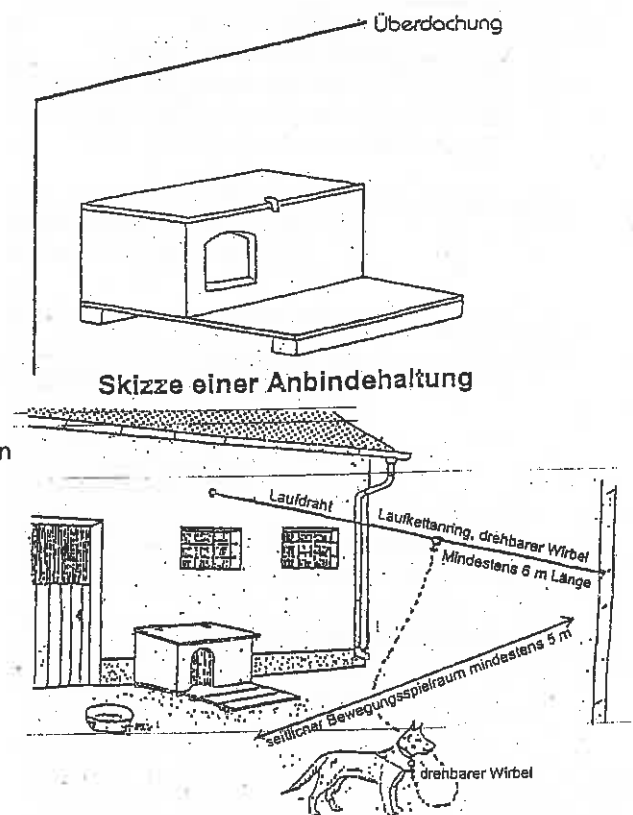 Überdachung
Skizze einer Anbindehaltung
n
Laufdraht
Laufkettenring, drehbarer Wirbel
Mindestens 6 m Länge
seitlicher Bewegungsspielraum mindestens 5 m
drehbarer Wirbel